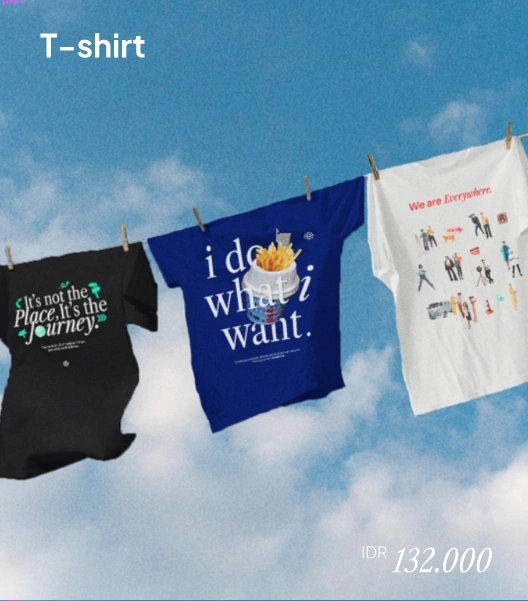 T-shirt
It's not the
Place, It's the
Journey.
i do
what i
want.
We are Everywhere.
IDR 132.000